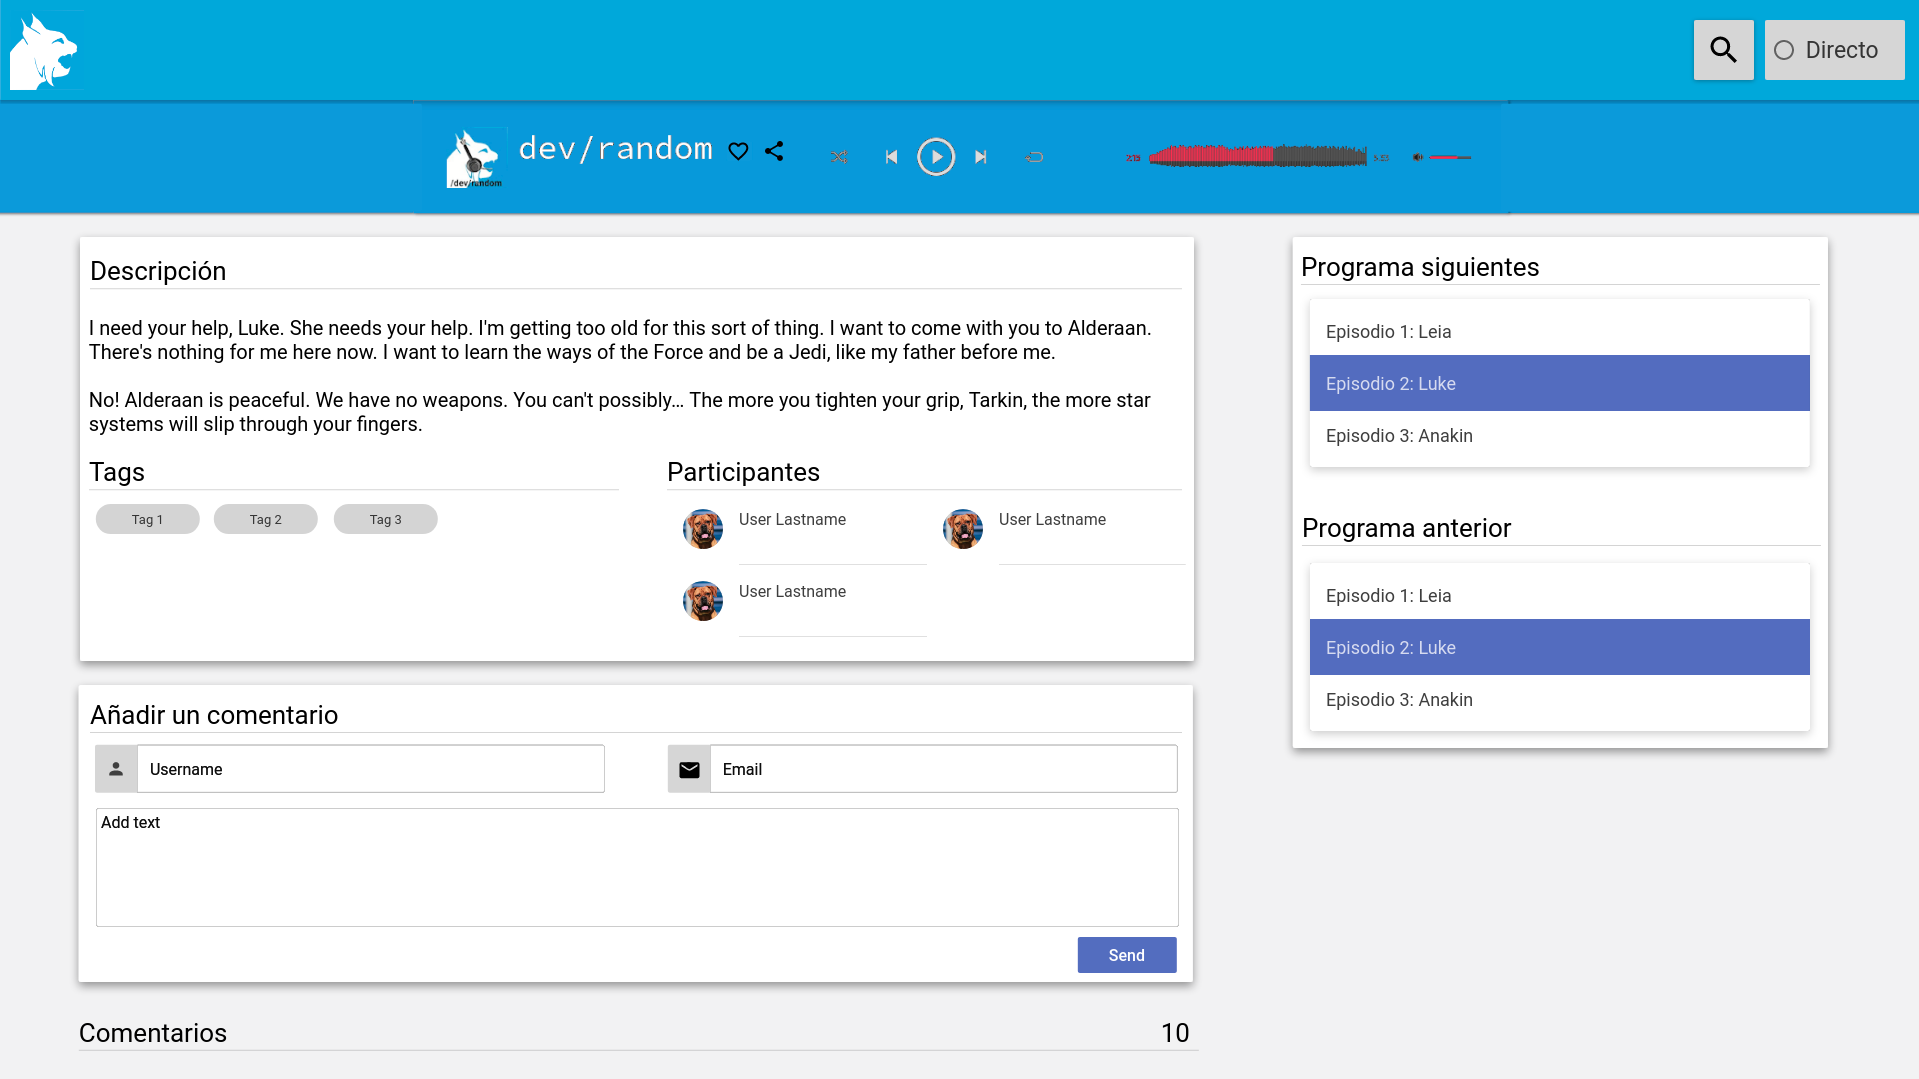 Directo
dev/random
/dev/random
2:13
3:53
Descripción
I need your help, Luke. She needs your help. I'm getting too old for this sort of thing. I want to come with you to Alderaan.
There's nothing for me here now. I want to learn the ways of the Force and be a Jedi, like my father before me.
No! Alderaan is peaceful. We have no weapons. You can't possibly… The more you tighten your grip, Tarkin, the more star
systems will slip through your fingers.
Tags
Tag 1
Tag 2
Tag 3
Participantes
User Lastname
User Lastname
User Lastname
Añadir un comentario
Username
Email
Add text
Send
Comentarios
10
Programa siguientes
Episodio 1: Leia
Episodio 2: Luke
Episodio 3: Anakin
Programa anterior
Episodio 1: Leia
Episodio 2: Luke
Episodio 3: Anakin